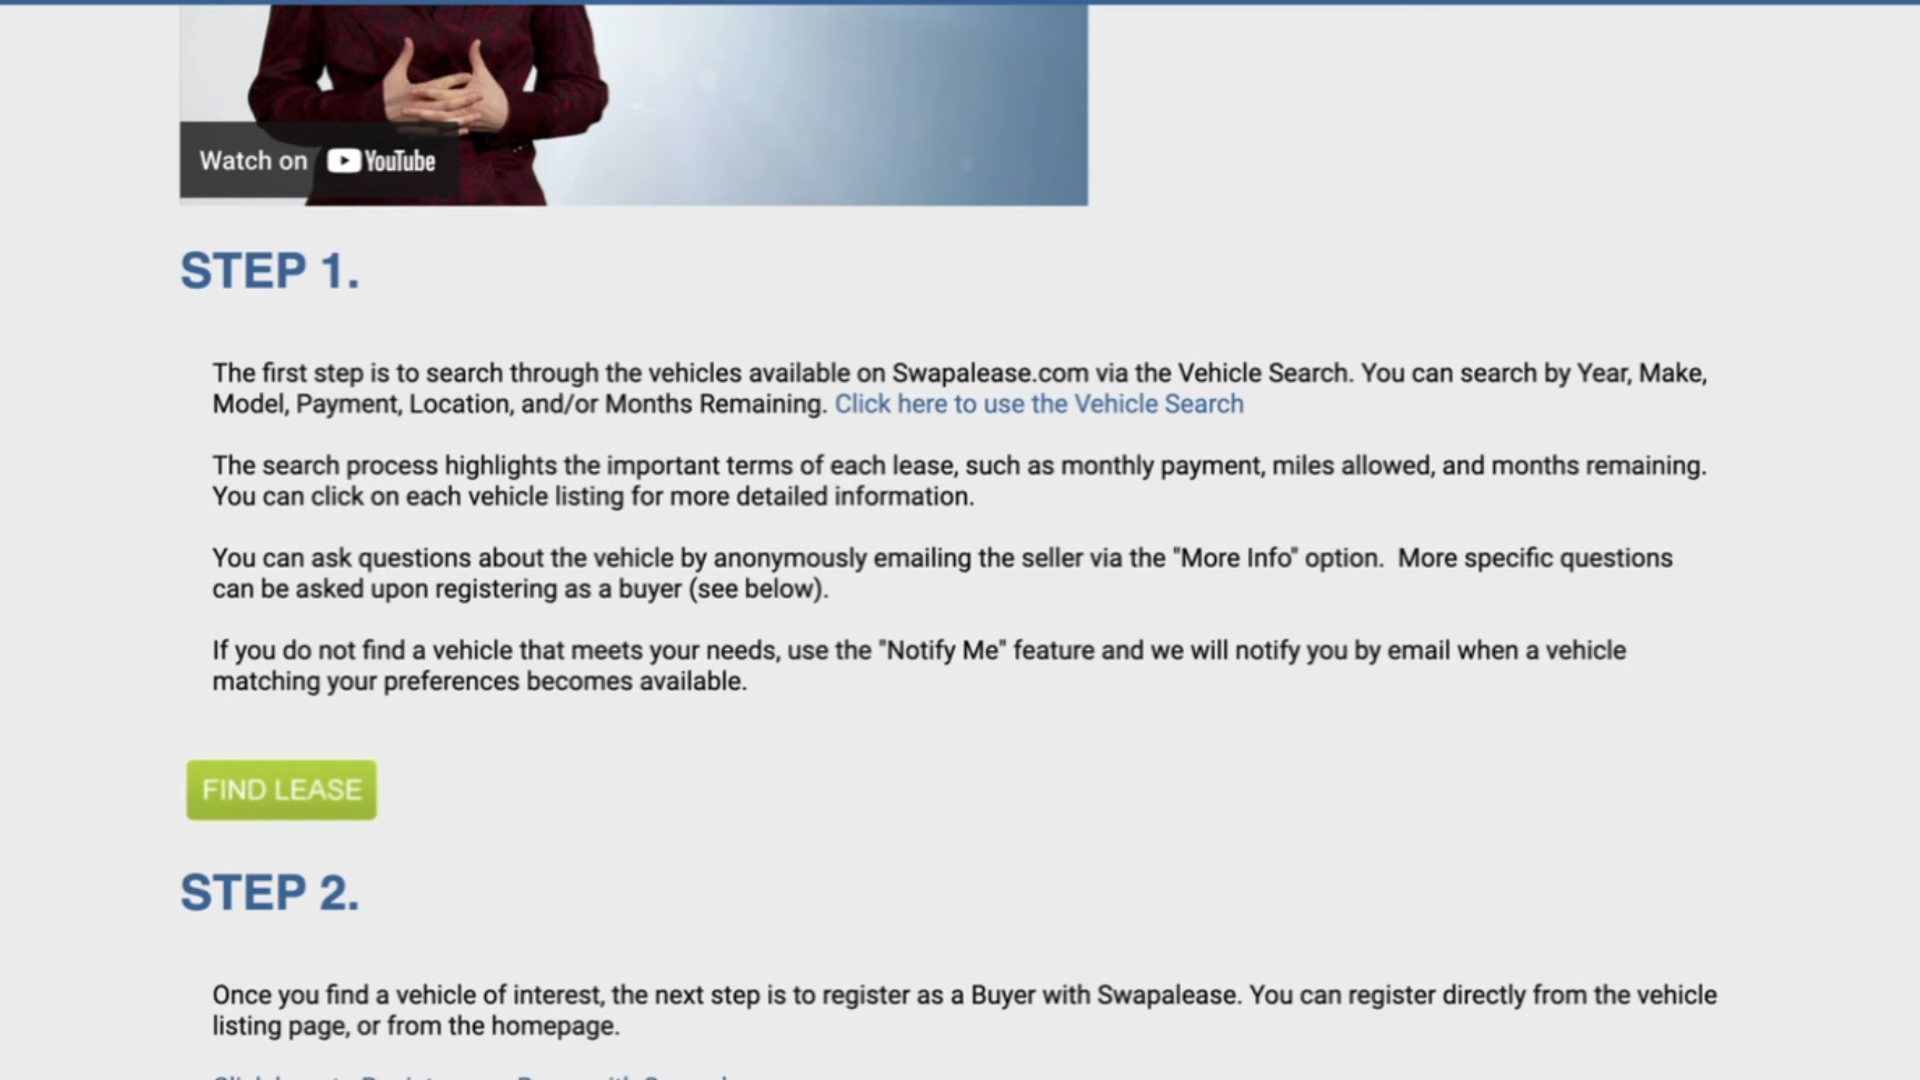 Watch on YouTube
STEP 1.
The first step is to search through the vehicles available on Swapalease.com via the Vehicle Search. You can search by Year, Make,
Model, Payment, Location, and/or Months Remaining. Click here to use the Vehicle Search
The search process highlights the important terms of each lease, such as monthly payment, miles allowed, and months remaining.
You can click on each vehicle listing for more detailed information.
You can ask questions about the vehicle by anonymously emailing the seller via the "More Info" option.  More specific questions
can be asked upon registering as a buyer (see below).
If you do not find a vehicle that meets your needs, use the "Notify Me" feature and we will notify you by email when a vehicle
matching your preferences becomes available.
FIND LEASE
STEP 2.
Once you find a vehicle of interest, the next step is to register as a Buyer with Swapalease. You can register directly from the vehicle
listing page, or from the homepage.